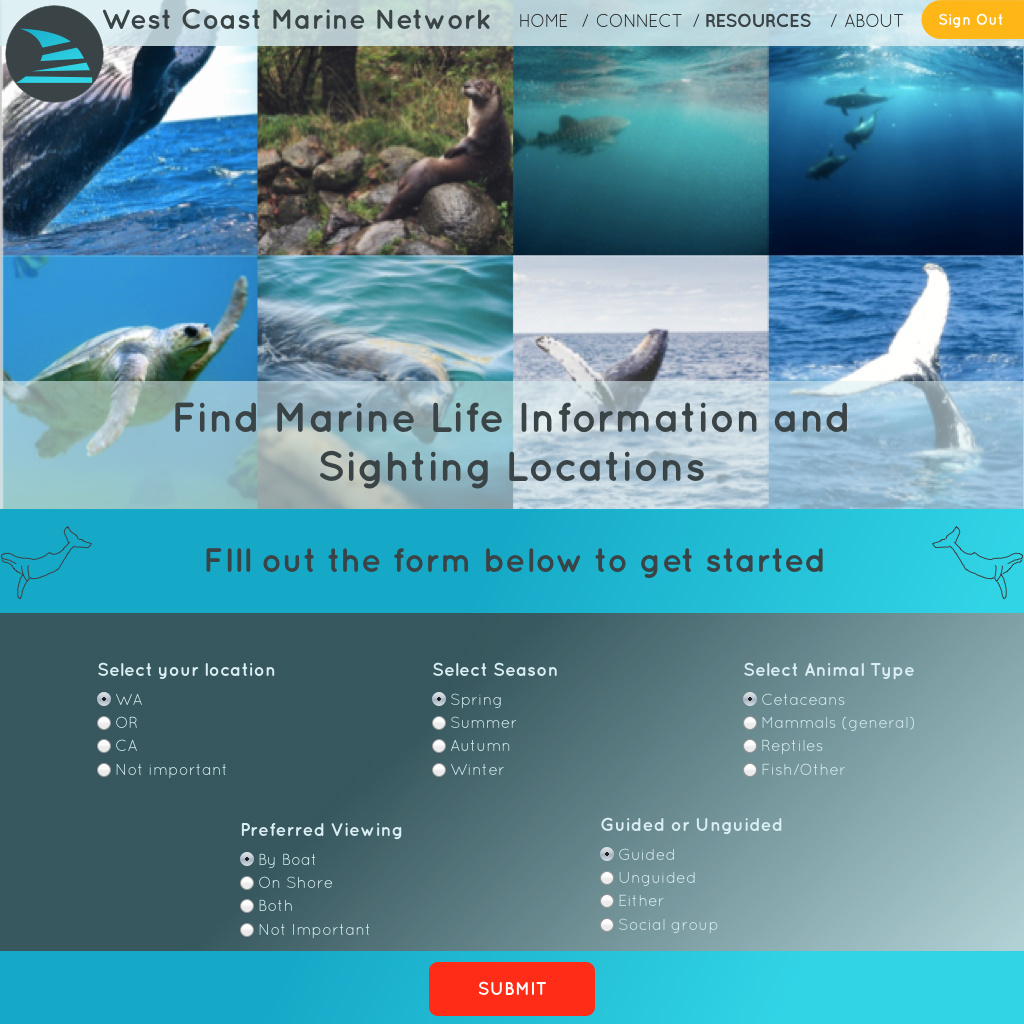 West Coast Marine Network
HOME / CONNECT / RESOURCES / ABOUT
Sign Out
Find Marine Life Information and
Sighting Locations
FIll out the form below to get started
Select your location
WA
OR
CA
Not important
Select Season
Spring
Summer
Autumn
Winter
Select Animal Type
Cetaceans
Mammals (general)
Reptiles
Fish/Other
Preferred Viewing
By Boat
On Shore
Both
Not Important
Guided or Unguided
Guided
Unguided
Either
Social group
SUBMIT